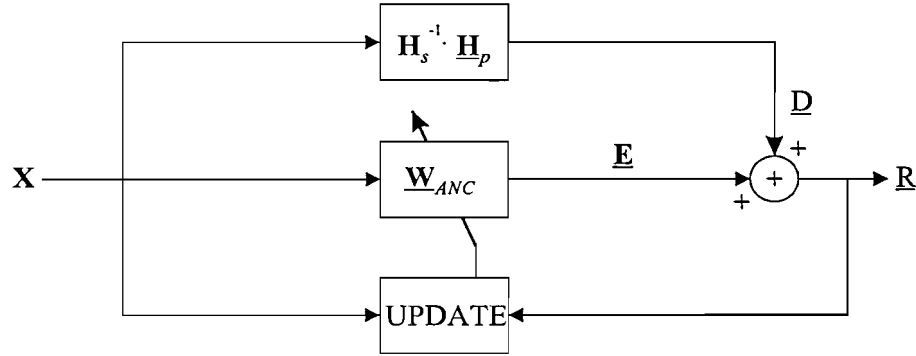 H_s^-1 · H_p
D
+
X
W_ANC
E
+
+
R
UPDATE